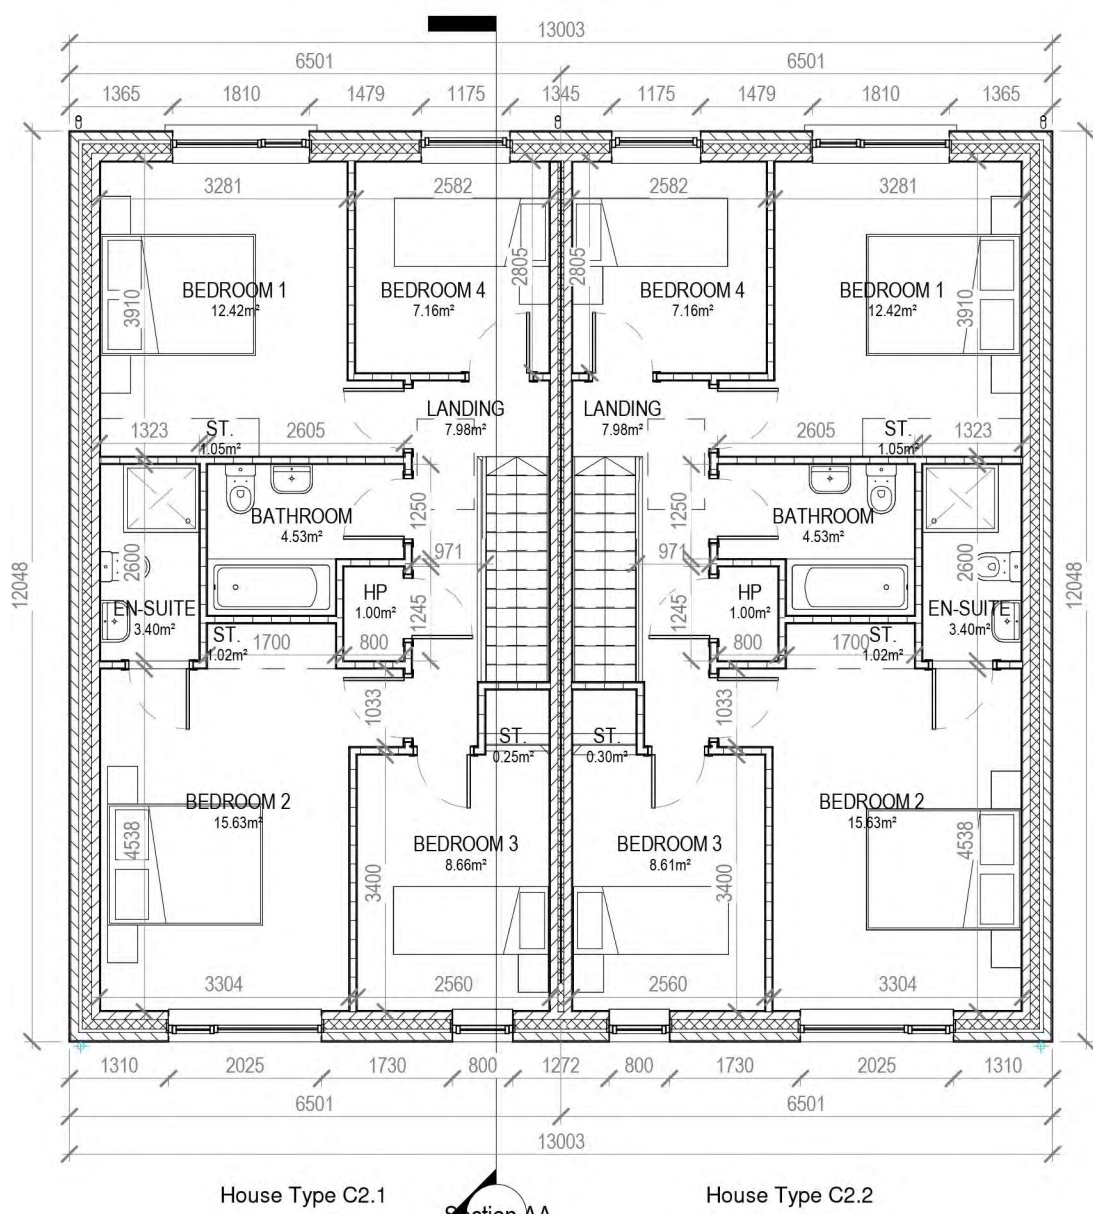 13003
6501 6501
1365 1810 1479 1175 1345 1175 1479 1810 1365
3281 2582 2582 3281
2805 2805
BEDROOM 1 BEDROOM 4 BEDROOM 4 BEDROOM 1
12.42m² 7.16m² 7.16m² 12.42m²
3910 3910
LANDING LANDING
7.98m² 7.98m²
ST. ST.
1.05m² 1.05m²
1323 2605 2605 1323
BATHROOM BATHROOM
4.53m² 4.53m²
1250 1250
971 971
2600 2600
12048 12048
HP HP
1.00m² 1.00m²
EN-SUITE EN-SUITE
3.40m² 3.40m²
1245 1245
ST. ST.
1.02m² 1.02m²
1700 800 800 1700
1033 1033
ST. ST.
0.25m² 0.30m²
BEDROOM 2 BEDROOM 2
15.63m² 15.63m²
4538 4538
BEDROOM 3 BEDROOM 3
8.66m² 8.61m²
3400 3400
3304 2560 2560 3304
1310 2025 1730 800 1272 800 1730 2025 1310
6501 6501
13003
House Type C2.1 House Type C2.2
Section AA